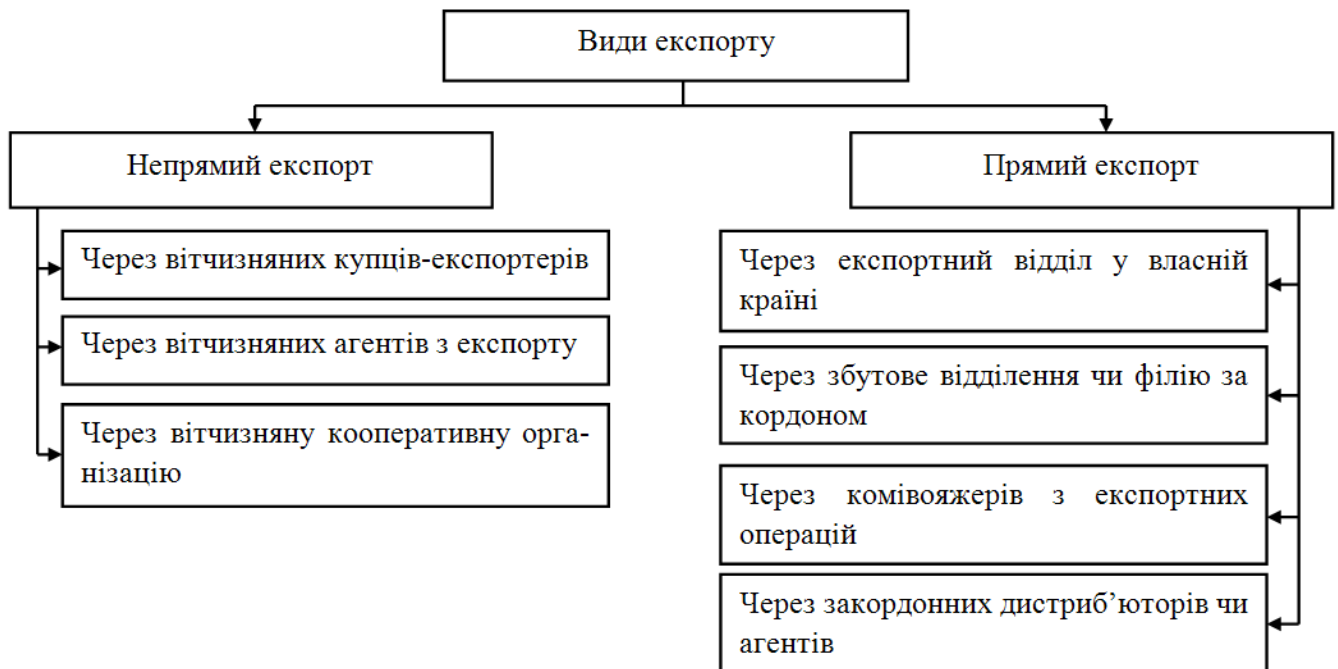 Види експорту
Непрямий експорт
Через вітчизняних купців-експортерів
Через вітчизняних агентів з експорту
Через вітчизняну кооперативну орга-
нізацію
Прямий експорт
Через експортний відділ у власній
країні
Через збутове відділення чи філію за
кордоном
Через комівояжерів з експортних
операцій
Через закордонних дистриб’юторів чи
агентів